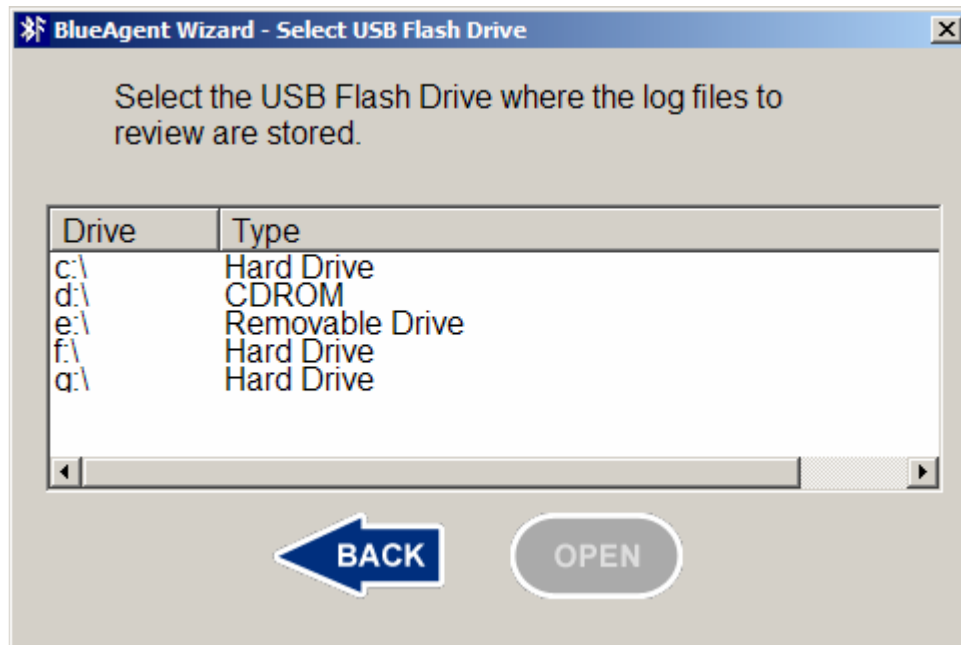 BlueAgent Wizard - Select USB Flash Drive
Select the USB Flash Drive where the log files to
review are stored.
Drive Type
c:\ Hard Drive
d:\ CDROM
e:\ Removable Drive
f:\ Hard Drive
g:\ Hard Drive
BACK OPEN